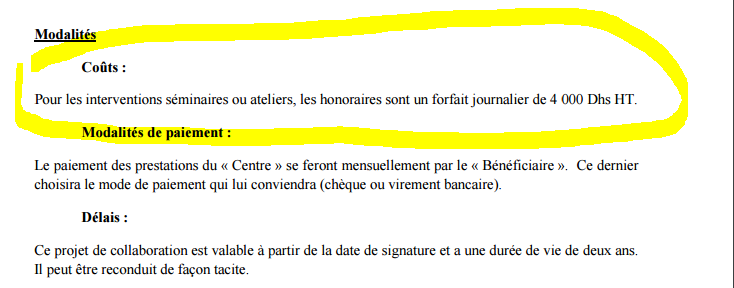 Modalités
Coûts :
Pour les interventions séminaires ou ateliers, les honoraires sont un forfait journalier de 4 000 Dhs HT.
Modalités de paiement :
Le paiement des prestations du « Centre » se feront mensuellement par le « Bénéficiaire ». Ce dernier
choisira le mode de paiement qui lui conviendra (chèque ou virement bancaire).
Délais :
Ce projet de collaboration est valable à partir de la date de signature et a une durée de vie de deux ans.
Il peut être reconduit de façon tacite.